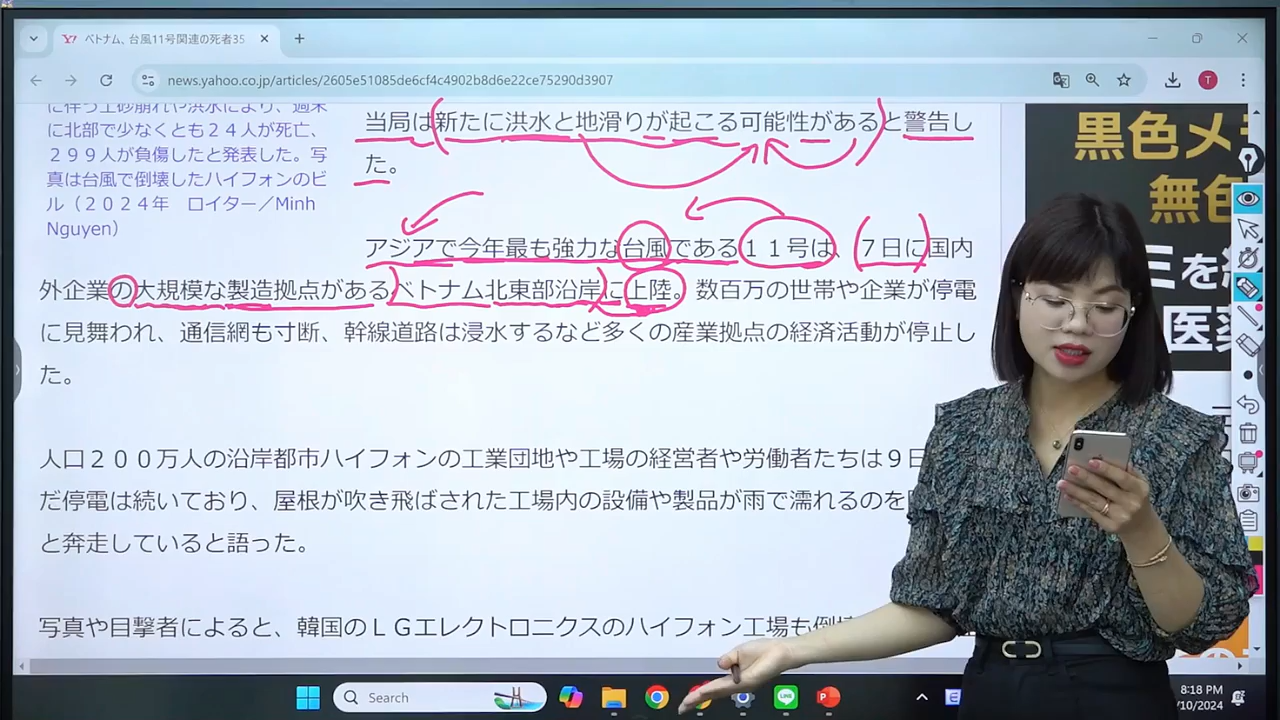 ベトナム、台風11号関連の死者35
news.yahoo.co.jp/articles/2605e51085de6cf4c4902b8d6e22ce75290d3907
T
に伴う土砂崩れや洪水により、週末
に北部で少なくとも２４人が死亡、
２９９人が負傷したと発表した。写
真は台風で倒壊したハイフォンのビ
ル（２０２４年　ロイター／Minh
Nguyen）
当局は新たに洪水と地滑りが起こる可能性があると警告し
た。
アジアで今年最も強力な台風である１１号は、７日に国内
外企業の大規模な製造拠点があるベトナム北東部沿岸に上陸。数百万の世帯や企業が停電
に見舞われ、通信網も寸断、幹線道路は浸水するなど多くの産業拠点の経済活動が停止し
た。
人口２００万人の沿岸都市ハイフォンの工業団地や工場の経営者や労働者たちは９日
だ停電は続いており、屋根が吹き飛ばされた工場内の設備や製品が雨で濡れるのを
と奔走していると語った。
写真や目撃者によると、韓国のＬＧエレクトロニクスのハイフォン工場も倒
黒色メ
無色
ミを
医薬
Search
8:18 PM
/10/2024